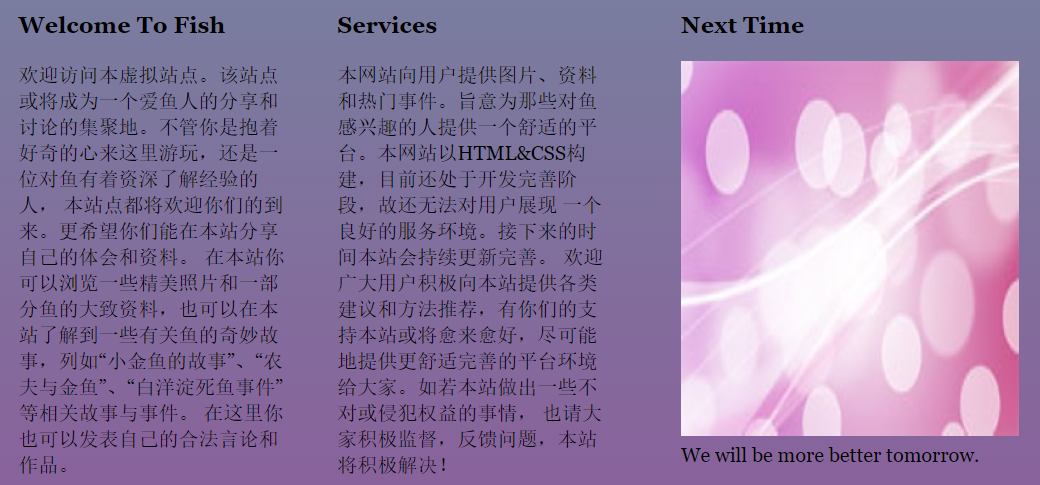 Welcome To Fish
欢迎访问本虚拟站点。该站点
或将成为一个爱鱼人的分享和
讨论的集聚地。不管你是抱着
好奇的心来这里游玩，还是一
位对鱼有着资深了解经验的
人， 本站点都将欢迎你们的到
来。更希望你们能在本站分享
自己的体会和资料。 在本站你
可以浏览一些精美照片和一部
分鱼的大致资料，也可以在本
站了解到一些有关鱼的奇妙故
事，列如“小金鱼的故事”、“农
夫与金鱼”、“白洋淀死鱼事件”
等相关故事与事件。 在这里你
也可以发表自己的合法言论和
作品。
Services
本网站向用户提供图片、资料
和热门事件。旨意为那些对鱼
感兴趣的人提供一个舒适的平
台。本网站以HTML&CSS构
建，目前还处于开发完善阶
段，故还无法对用户展现 一个
良好的服务环境。接下来的时
间本站会持续更新完善。 欢迎
广大用户积极向本站提供各类
建议和方法推荐，有你们的支
持本站或将愈来愈好，尽可能
地提供更舒适完善的平台环境
给大家。如若本站做出一些不
对或侵犯权益的事情， 也请大
家积极监督，反馈问题，本站
将积极解决！
Next Time
We will be more better tomorrow.